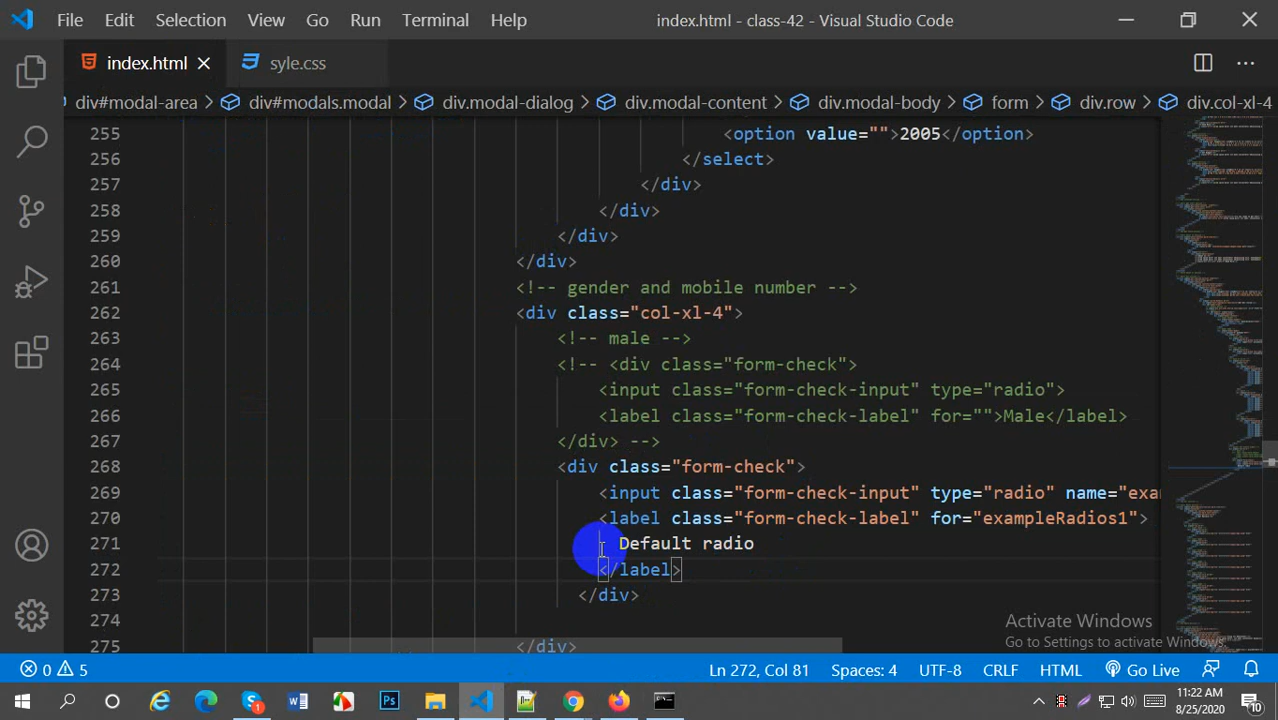 File Edit Selection View Go Run Terminal Help index.html - class-42 - Visual Studio Code
index.html syle.css
div#modal-area div#modals.modal div.modal-dialog div.modal-content div.modal-body form div.row div.col-xl-4
255 <option value="">2005</option>
256 </select>
257 </div>
258 </div>
259 </div>
260 </div>
261 <!-- gender and mobile number -->
262 <div class="col-xl-4">
263 <!-- male -->
264 <!-- <div class="form-check">
265 <input class="form-check-input" type="radio">
266 <label class="form-check-label" for="">Male</label>
267 </div> -->
268 <div class="form-check">
269 <input class="form-check-input" type="radio" name="exa
270 <label class="form-check-label" for="exampleRadios1">
271 Default radio
272 </label>
273 </div>
274
275 </div>
Activate Windows
Go to Settings to activate Windows.
0 5 Ln 272, Col 81 Spaces: 4 UTF-8 CRLF HTML Go Live
11:22 AM
8/25/2020
10